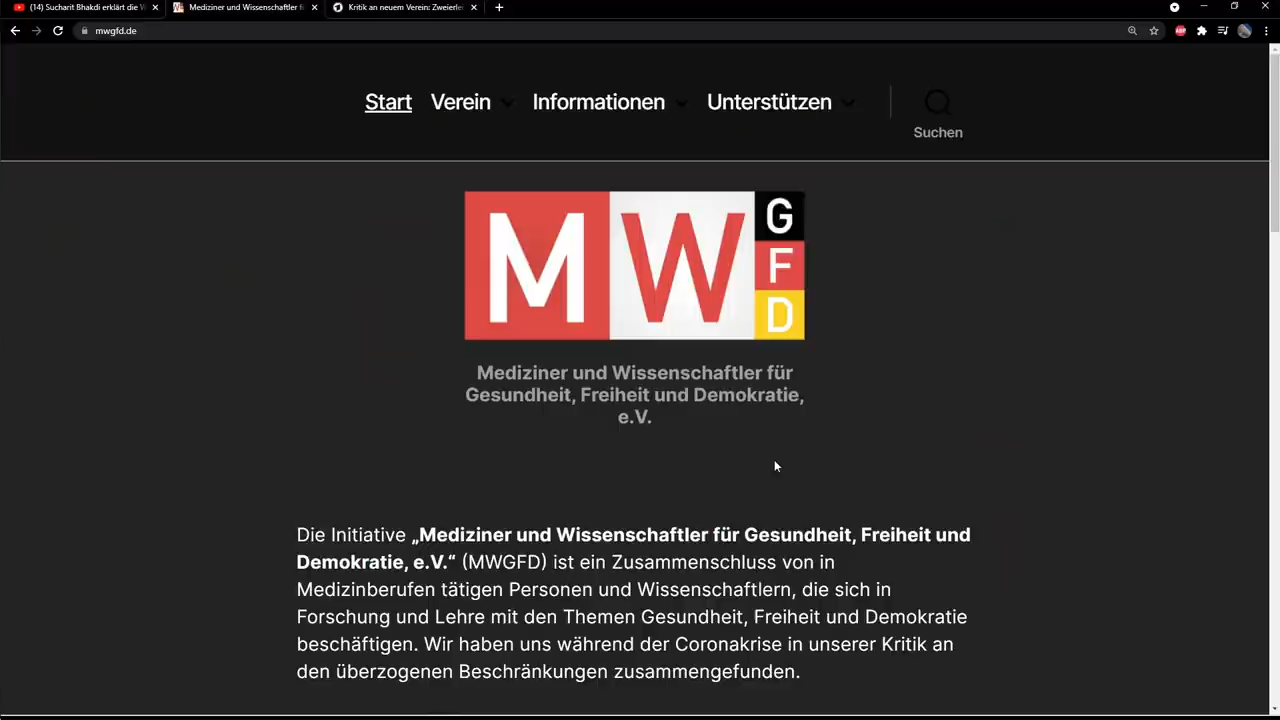 (14) Sucharit Bhakdi erklärt die
Mediziner und Wissenschaftler f
Kritik an neuem Verein: Zweierle
mwgfd.de
ABP
Start Verein Informationen Unterstützen
Suchen
M W G
F
D
Mediziner und Wissenschaftler für
Gesundheit, Freiheit und Demokratie,
e.V.
Die Initiative „Mediziner und Wissenschaftler für Gesundheit, Freiheit und
Demokratie, e.V.“ (MWGFD) ist ein Zusammenschluss von in
Medizinberufen tätigen Personen und Wissenschaftlern, die sich in
Forschung und Lehre mit den Themen Gesundheit, Freiheit und Demokratie
beschäftigen. Wir haben uns während der Coronakrise in unserer Kritik an
den überzogenen Beschränkungen zusammengefunden.